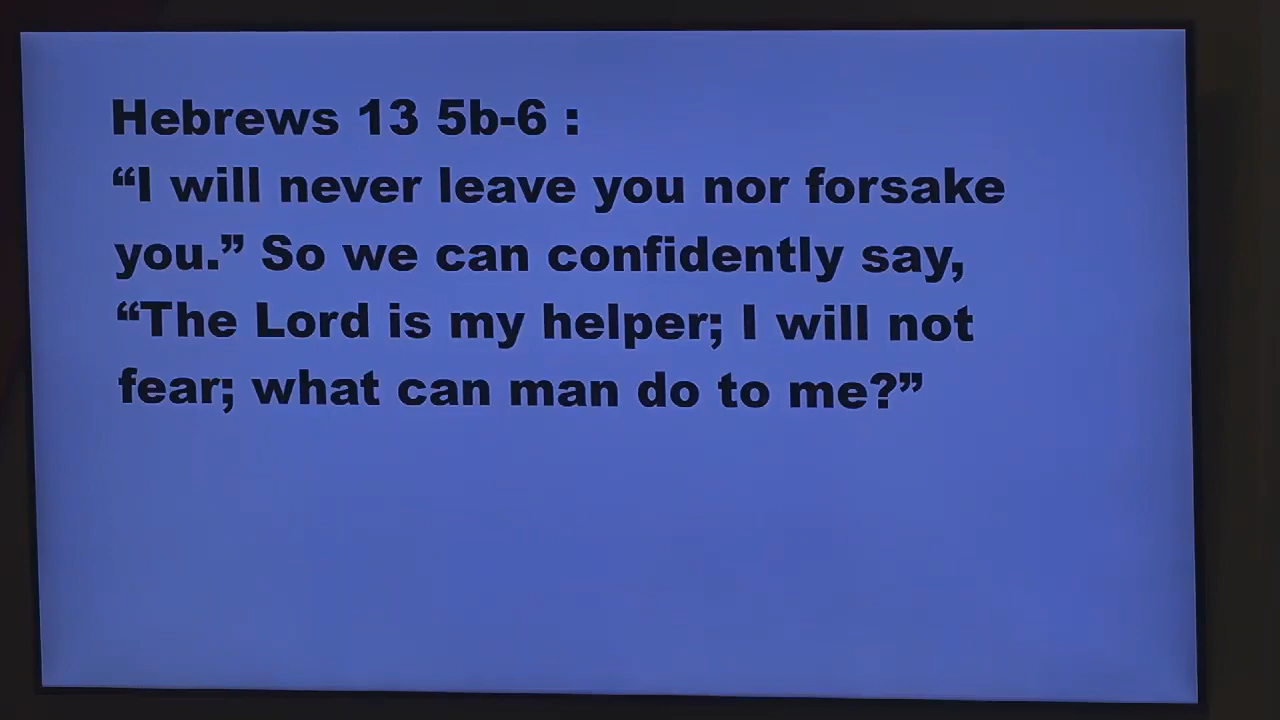 Hebrews 13 5b-6 :
“I will never leave you nor forsake
you.” So we can confidently say,
“The Lord is my helper; I will not
fear; what can man do to me?”